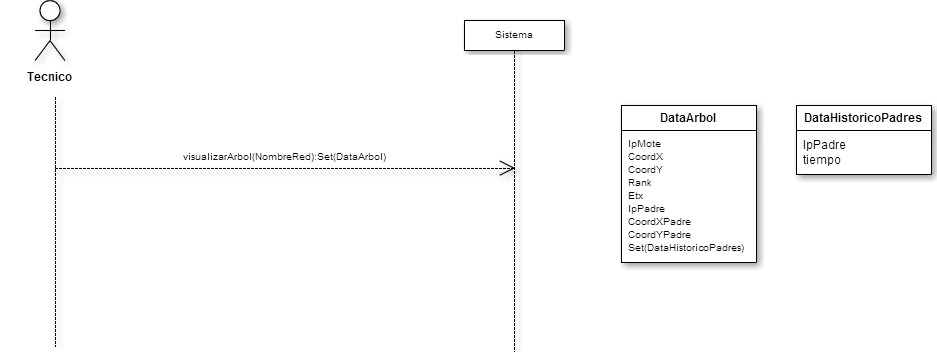 Sistema
Tecnico
visualizarArbol(NombreRed):Set(DataArbol)
DataArbol
IpMote
CoordX
CoordY
Rank
Etx
IpPadre
CoordXPadre
CoordYPadre
Set(DataHistoricoPadres)
DataHistoricoPadres
IpPadre
tiempo